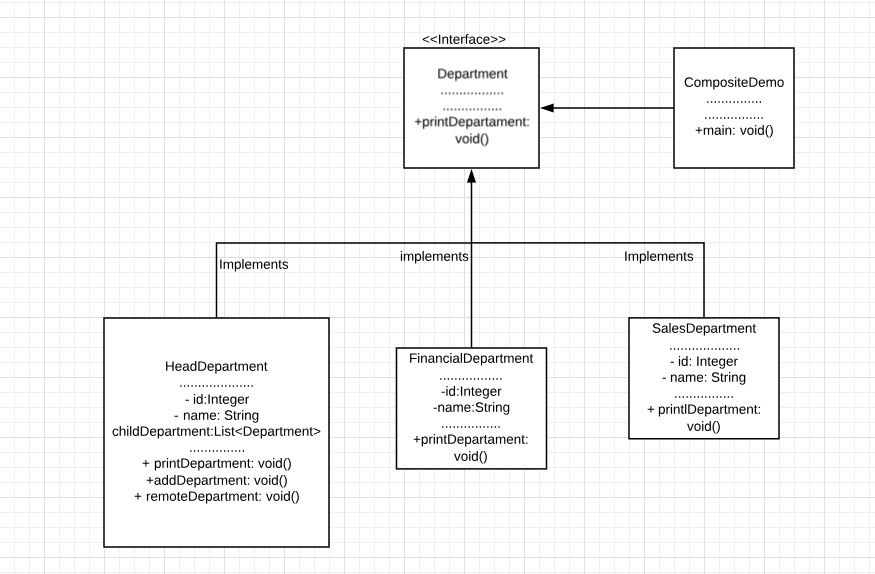 <<Interface>>
Department
................
...............
+printDepartament:
void()
CompositeDemo
..............
...............
+main: void()
Implements
implements
Implements
HeadDepartment
...................
- id:Integer
- name: String
childDepartment:List<Department>
..............
+ printDepartment: void()
+addDepartment: void()
+ remoteDepartment: void()
FinancialDepartment
................
-id:Integer
-name:String
...............
+printDepartament:
void()
SalesDepartment
..................
- id: Integer
- name: String
...............
+ printlDepartment:
void()